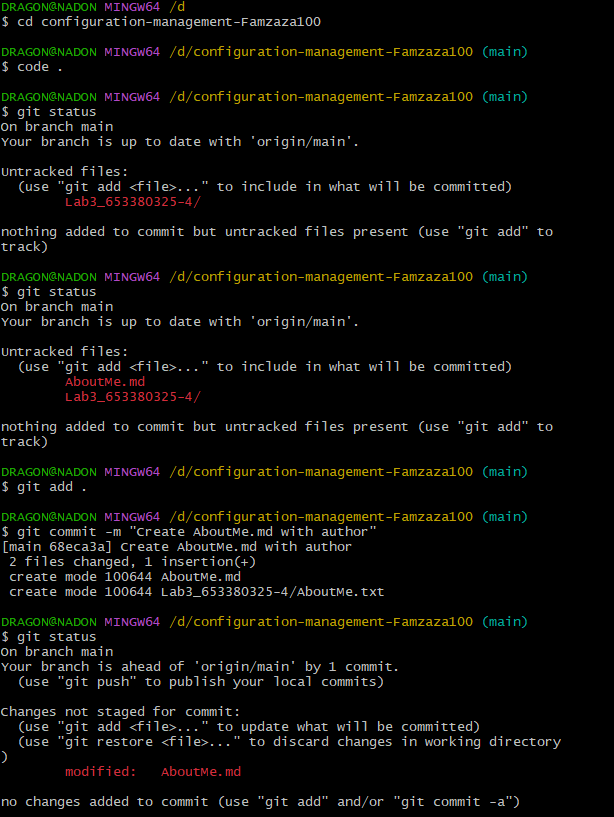 DRAGON@NADON MINGW64 /d
$ cd configuration-management-Famzaza100
DRAGON@NADON MINGW64 /d/configuration-management-Famzaza100 (main)
$ code .
DRAGON@NADON MINGW64 /d/configuration-management-Famzaza100 (main)
$ git status
On branch main
Your branch is up to date with 'origin/main'.
Untracked files:
  (use "git add <file>..." to include in what will be committed)
        Lab3_653380325-4/
nothing added to commit but untracked files present (use "git add" to
track)
DRAGON@NADON MINGW64 /d/configuration-management-Famzaza100 (main)
$ git status
On branch main
Your branch is up to date with 'origin/main'.
Untracked files:
  (use "git add <file>..." to include in what will be committed)
        AboutMe.md
        Lab3_653380325-4/
nothing added to commit but untracked files present (use "git add" to
track)
DRAGON@NADON MINGW64 /d/configuration-management-Famzaza100 (main)
$ git add .
DRAGON@NADON MINGW64 /d/configuration-management-Famzaza100 (main)
$ git commit -m "Create AboutMe.md with author"
[main 68eca3a] Create AboutMe.md with author
 2 files changed, 1 insertion(+)
 create mode 100644 AboutMe.md
 create mode 100644 Lab3_653380325-4/AboutMe.txt
DRAGON@NADON MINGW64 /d/configuration-management-Famzaza100 (main)
$ git status
On branch main
Your branch is ahead of 'origin/main' by 1 commit.
  (use "git push" to publish your local commits)
Changes not staged for commit:
  (use "git add <file>..." to update what will be committed)
  (use "git restore <file>..." to discard changes in working directory
)
        modified:   AboutMe.md
no changes added to commit (use "git add" and/or "git commit -a")